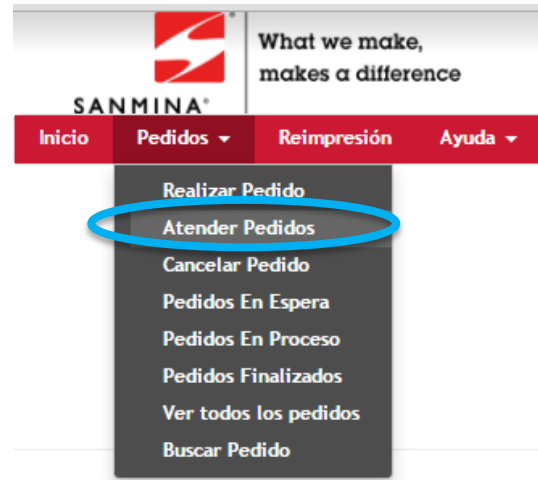 What we make,
makes a difference
SANMINA®
Inicio Pedidos Reimpresión Ayuda
Realizar Pedido
Atender Pedidos
Cancelar Pedido
Pedidos En Espera
Pedidos En Proceso
Pedidos Finalizados
Ver todos los pedidos
Buscar Pedido